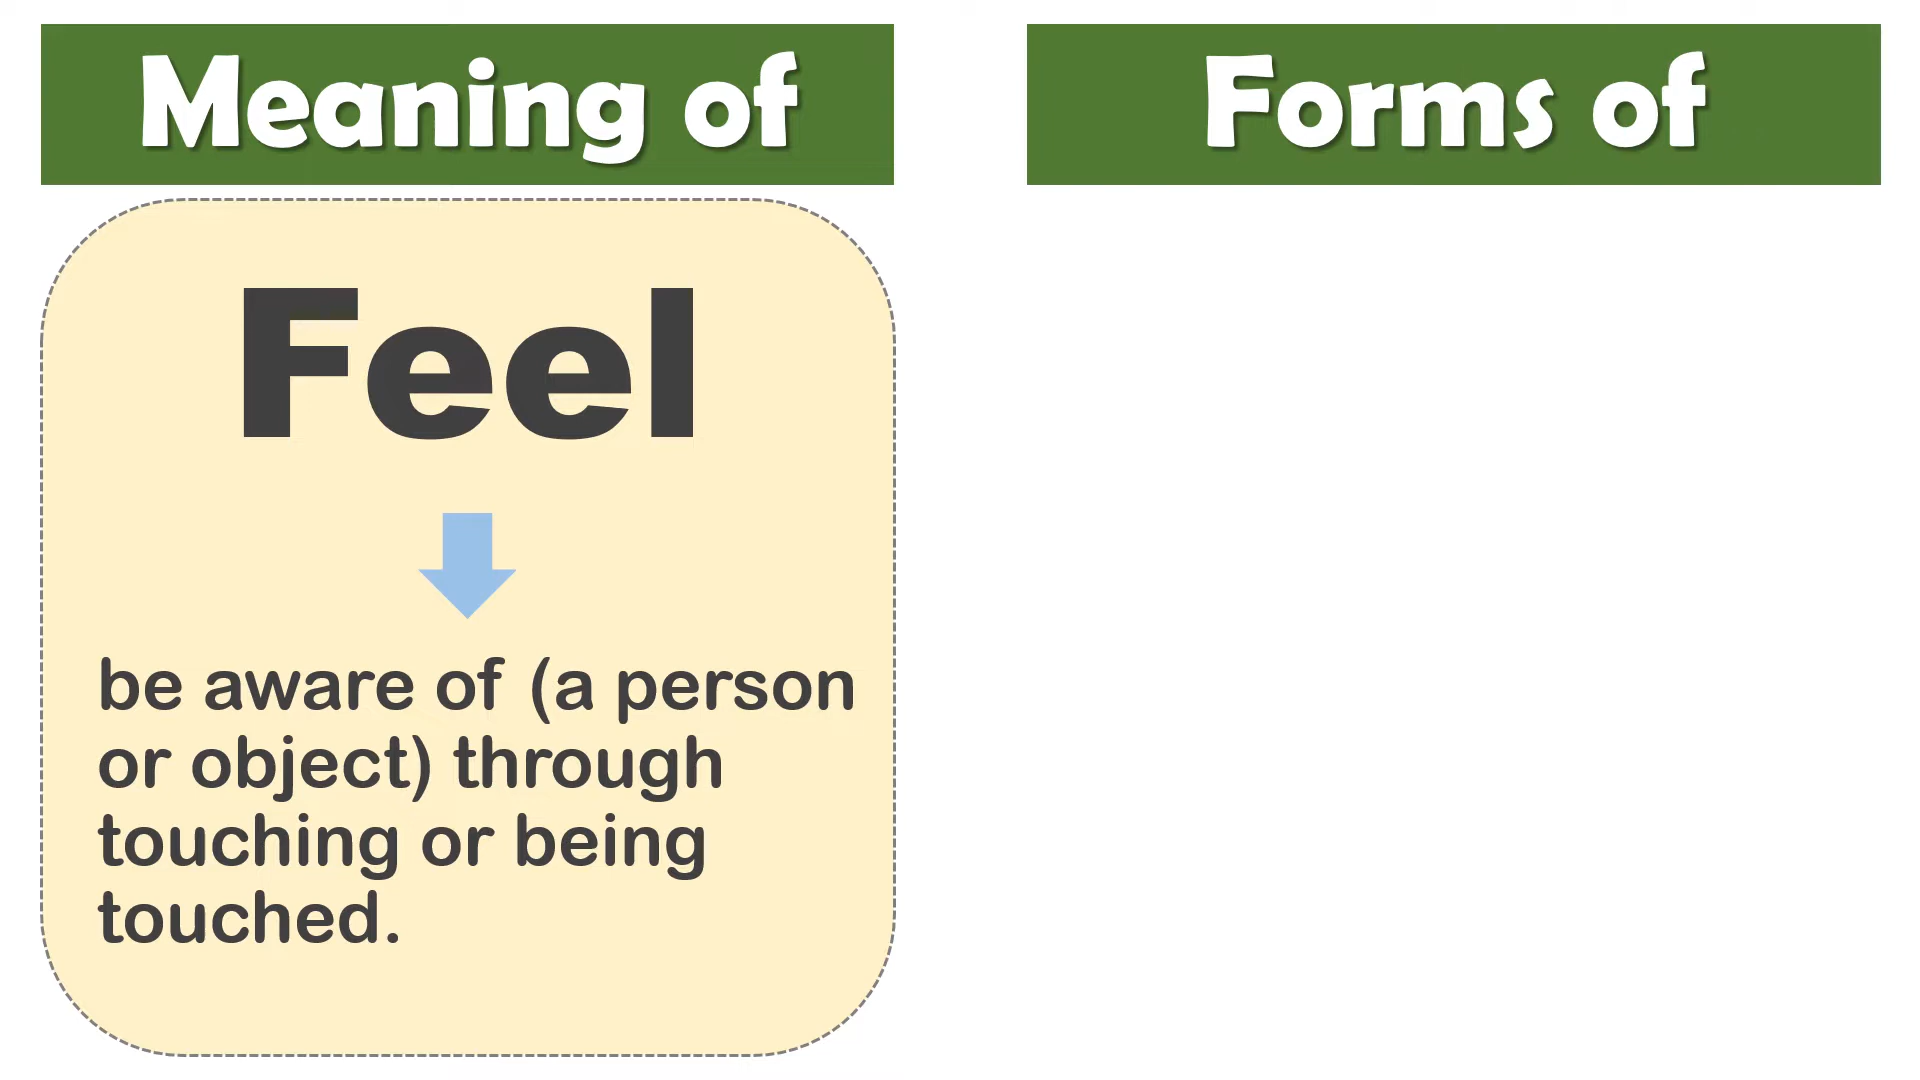 Meaning of
Forms of
Feel
be aware of (a person
or object) through
touching or being
touched.